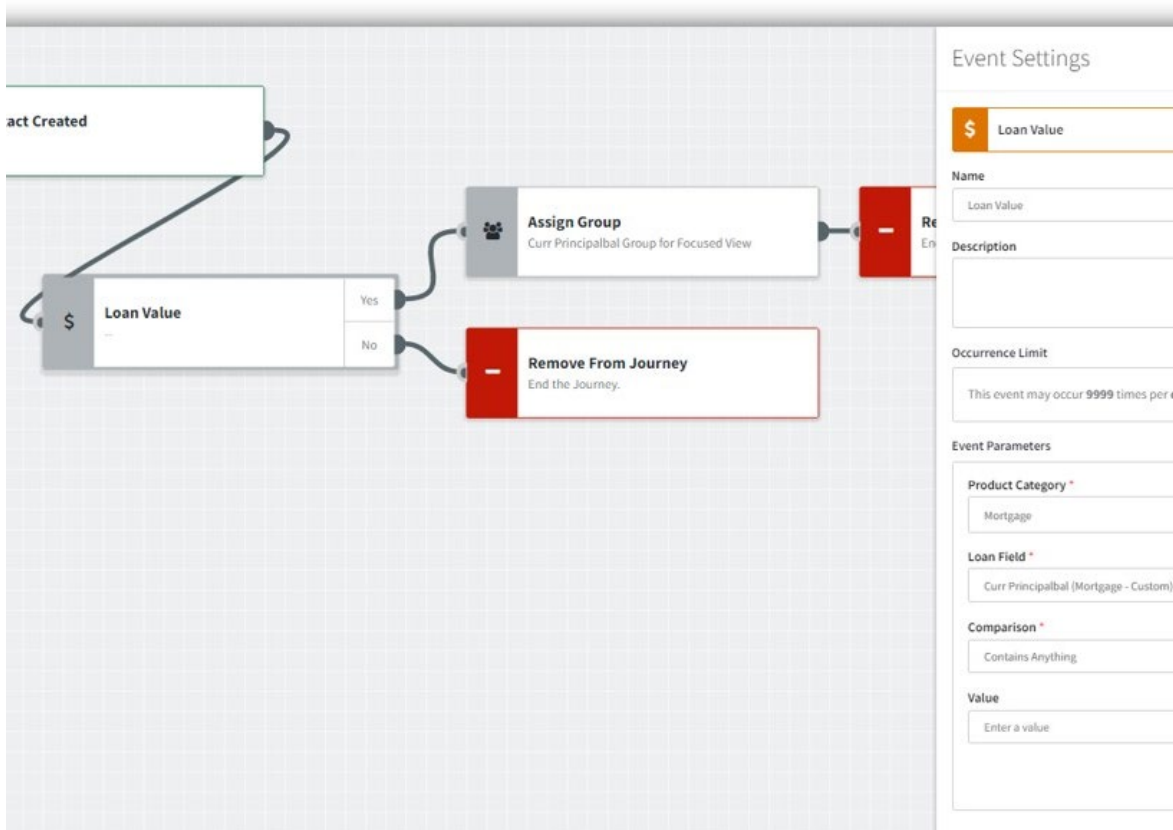 act Created
$
Loan Value
...
Yes
No
Assign Group
Curr Principalbal Group for Focused View
Remove From Journey
End the Journey.
Re
En
Event Settings
$
Loan Value
Name
Loan Value
Description
Occurrence Limit
This event may occur 9999 times per
Event Parameters
Product Category *
Mortgage
Loan Field *
Curr Principalbal (Mortgage - Custom)
Comparison *
Contains Anything
Value
Enter a value